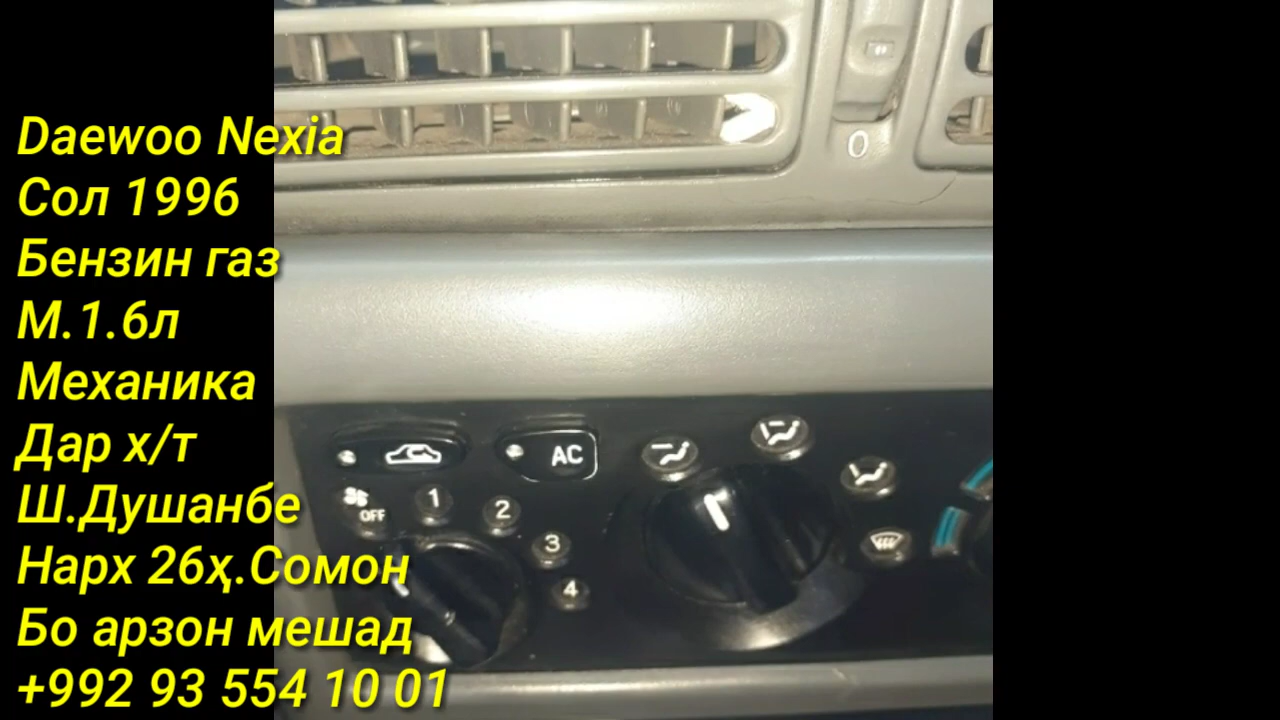 Daewoo Nexia
Сол 1996
Бензин газ
М.1.6л
Механика
Дар х/т
Ш.Душанбе
Нарх 26ҳ.Сомон
Бо арзон мешад
+992 93 554 10 01
0
AC
OFF
1
2
3
4